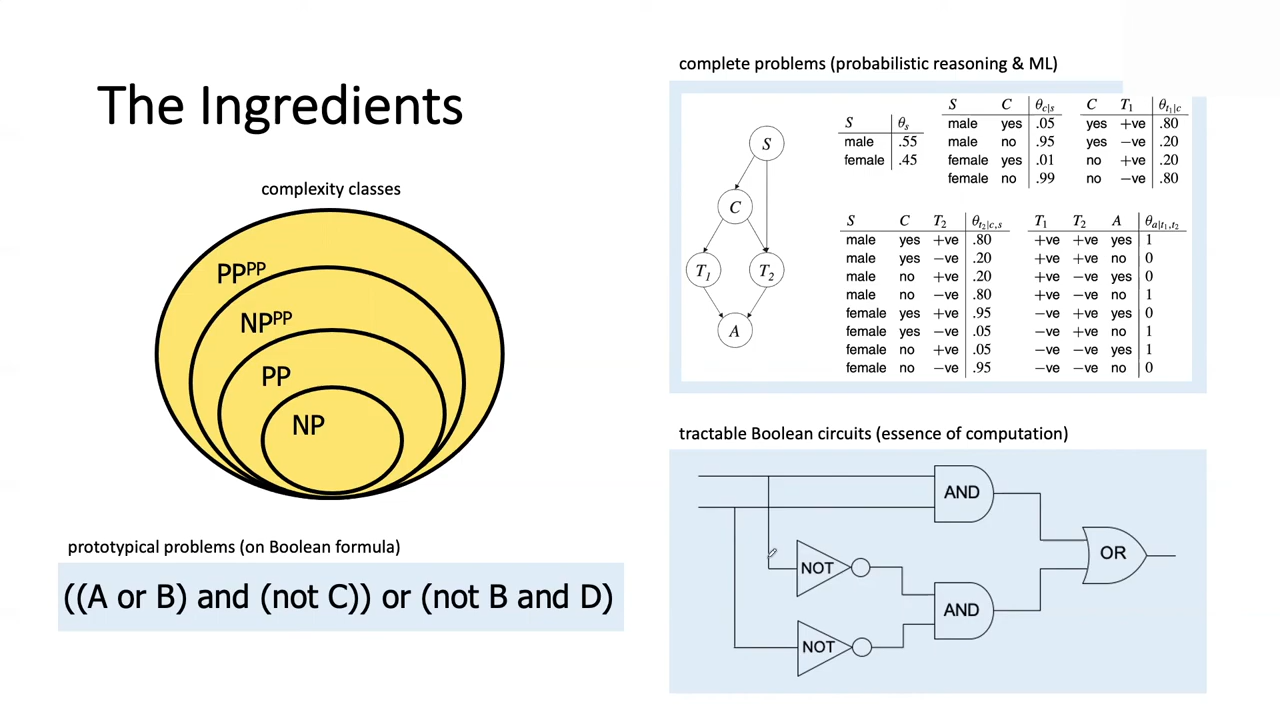 The Ingredients
complexity classes
PP^PP
NP^PP
PP
NP
prototypical problems (on Boolean formula)
((A or B) and (not C)) or (not B and D)
complete problems (probabilistic reasoning & ML)
S
C
T₁ T₂
A
S θ_s
male .55
female .45
S C θ_c|s
male yes .05
male no .95
female yes .01
female no .99
C T₁ θ_t₁|c
yes +ve .80
yes −ve .20
no +ve .20
no −ve .80
S C T₂ θ_t₂|c,s
male yes +ve .80
male yes −ve .20
male no +ve .20
male no −ve .80
female yes +ve .95
female yes −ve .05
female no +ve .05
female no −ve .95
T₁ T₂ A θ_a|t₁,t₂
+ve +ve yes 1
+ve +ve no 0
+ve −ve yes 0
+ve −ve no 1
−ve +ve yes 0
−ve +ve no 1
−ve −ve yes 1
−ve −ve no 0
tractable Boolean circuits (essence of computation)
AND
OR
NOT
AND
NOT